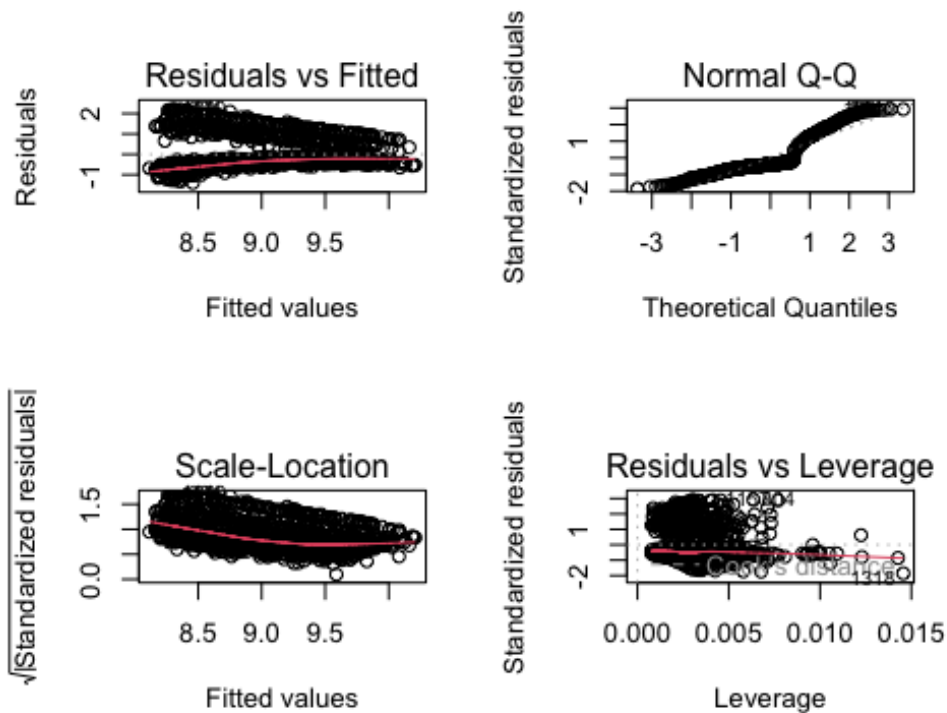 Residuals vs Fitted
Residuals
2
-1
8.5 9.0 9.5
Fitted values
Normal Q-Q
Standardized residuals
1
-2
-3 -1 1 2 3
Theoretical Quantiles
Scale-Location
√|Standardized residuals|
1.5
0.0
8.5 9.0 9.5
Fitted values
Residuals vs Leverage
Standardized residuals
1
-2
Cook's distance
1318
0.000 0.005 0.010 0.015
Leverage